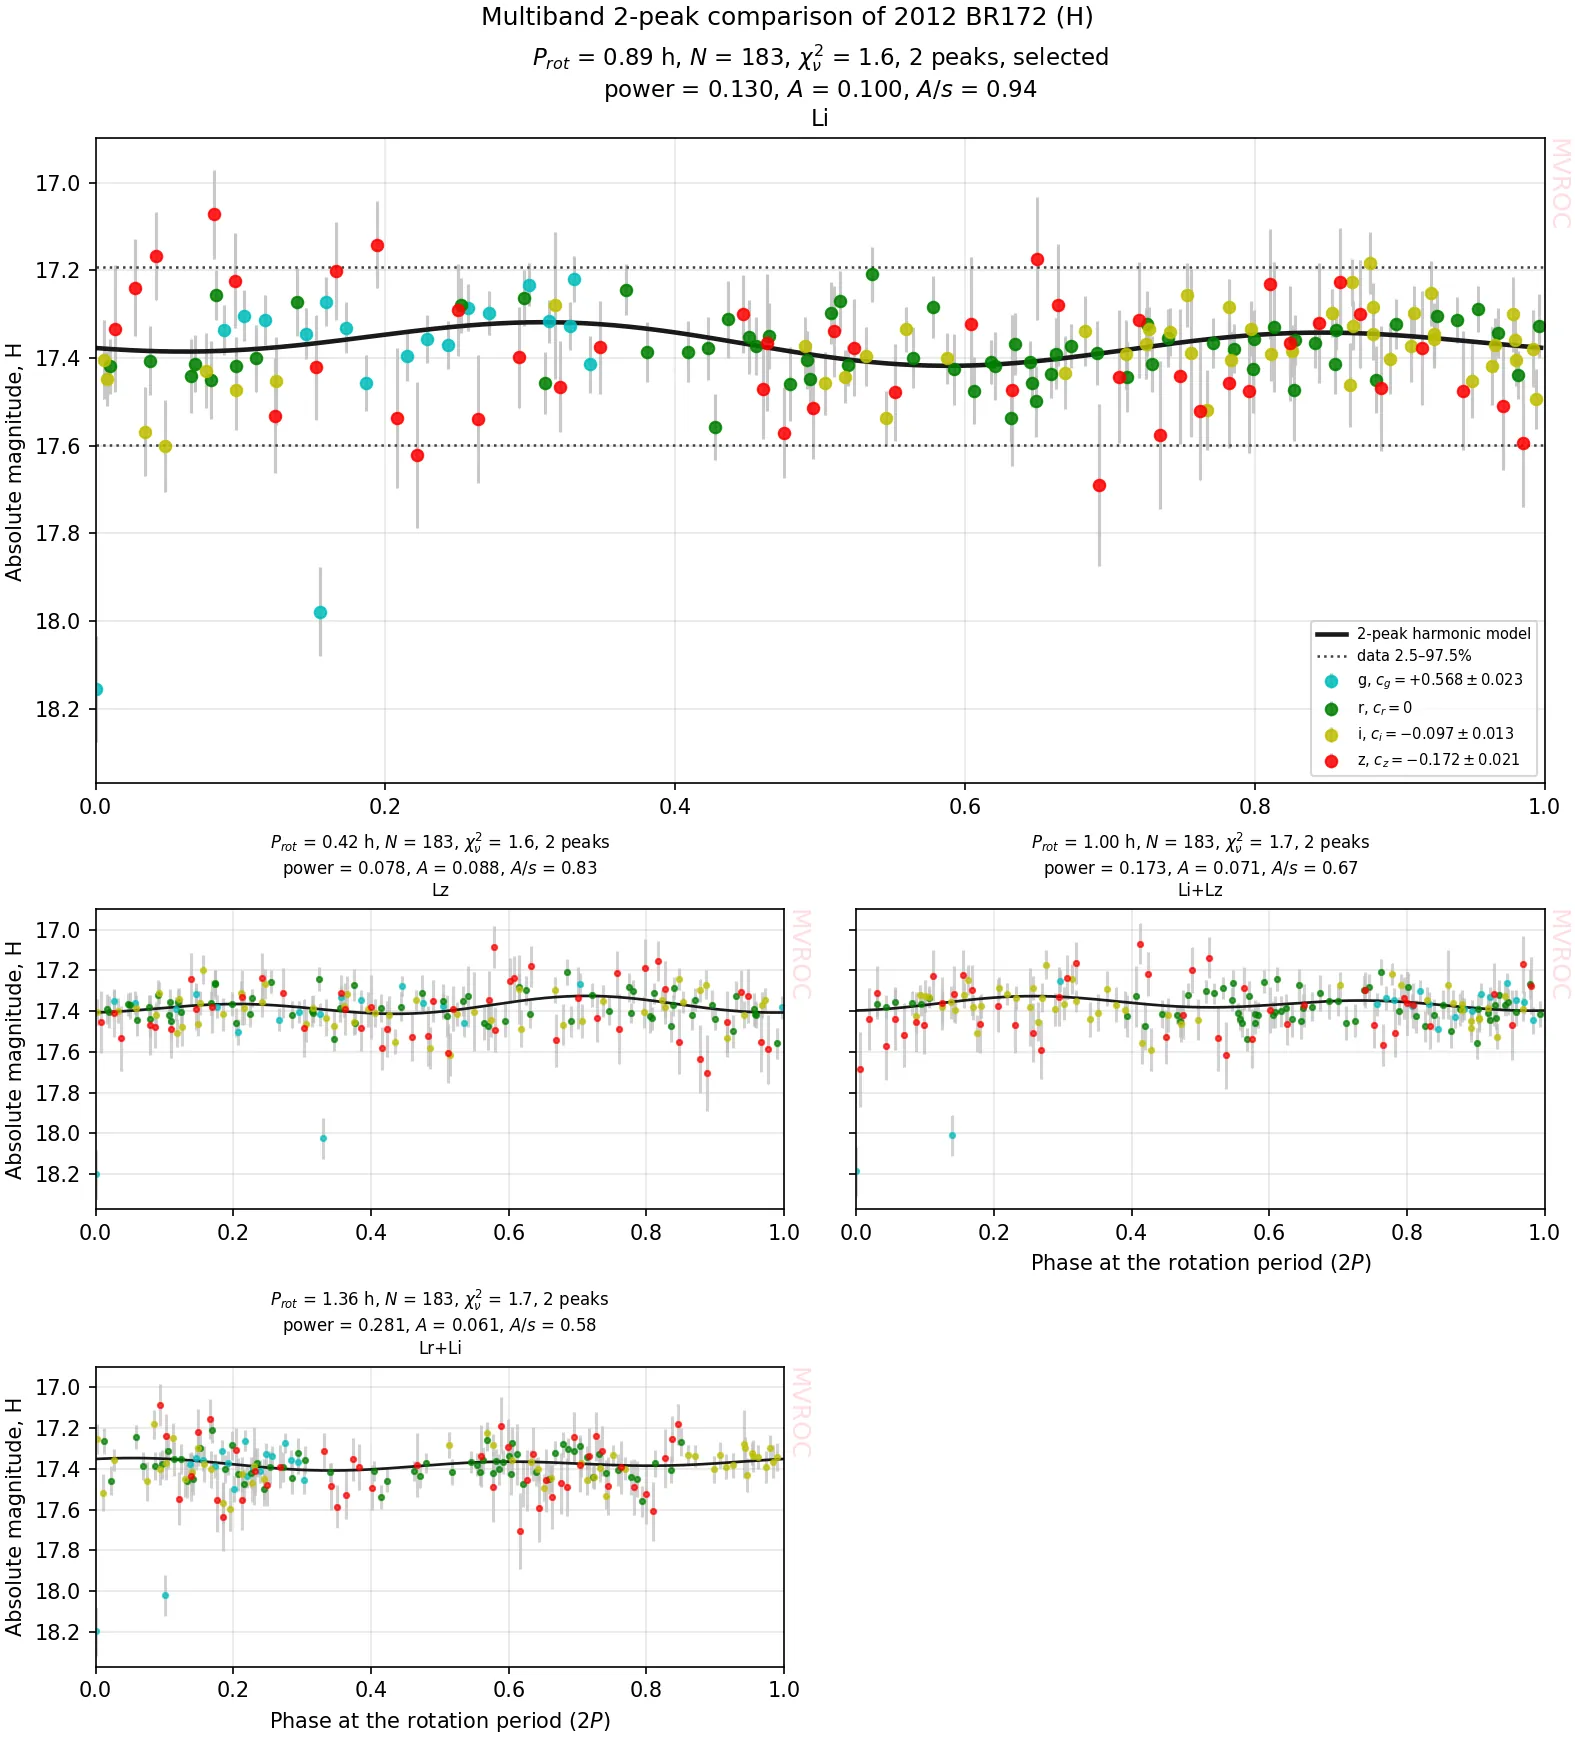 Multiband 2-peak comparison of 2012 BR172 (H)
P_rot = 0.89 h, N = 183, χ²_ν = 1.6, 2 peaks, selected
power = 0.130, A = 0.100, A/s = 0.94
Li
MVROC
Absolute magnitude, H
17.0
17.2
17.4
17.6
17.8
18.0
18.2
2-peak harmonic model
data 2.5–97.5%
g, c_g = +0.568 ± 0.023
r, c_r = 0
i, c_i = −0.097 ± 0.013
z, c_z = −0.172 ± 0.021
0.0 0.2 0.4 0.6 0.8 1.0
P_rot = 0.42 h, N = 183, χ²_ν = 1.6, 2 peaks
power = 0.078, A = 0.088, A/s = 0.83
Lz
MVROC
Absolute magnitude, H
17.0
17.2
17.4
17.6
17.8
18.0
18.2
0.0 0.2 0.4 0.6 0.8 1.0
P_rot = 1.00 h, N = 183, χ²_ν = 1.7, 2 peaks
power = 0.173, A = 0.071, A/s = 0.67
Li+Lz
MVROC
0.0 0.2 0.4 0.6 0.8 1.0
Phase at the rotation period (2P)
P_rot = 1.36 h, N = 183, χ²_ν = 1.7, 2 peaks
power = 0.281, A = 0.061, A/s = 0.58
Lr+Li
MVROC
Absolute magnitude, H
17.0
17.2
17.4
17.6
17.8
18.0
18.2
0.0 0.2 0.4 0.6 0.8 1.0
Phase at the rotation period (2P)